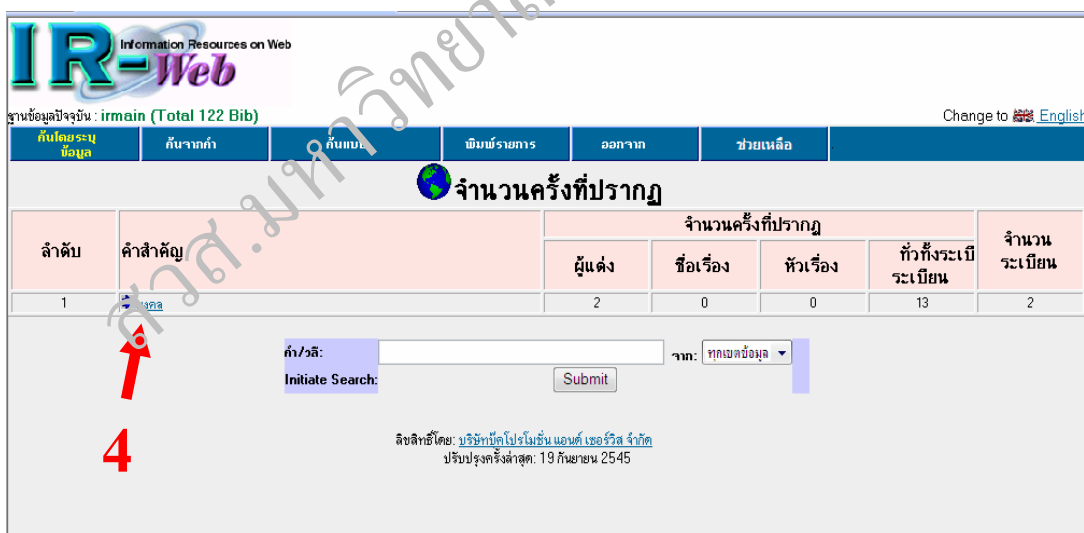 IR-Web
Information Resources on Web
ฐานข้อมูลปัจจุบัน : irmain (Total 122 Bib)
Change to English
ค้นโดยระบุข้อมูล ค้นจากคำ พิมพ์รายการ ออกจาก ช่วยเหลือ
จำนวนครั้งที่ปรากฏ
ลำดับ คำสำคัญ จำนวนครั้งที่ปรากฏ จำนวนระเบียน
ผู้แต่ง ชื่อเรื่อง หัวเรื่อง ทั่วทั้งระเบี
ระเบียน
1 2 0 0 13 2
คำ/วลี: จาก: ทุกเขตข้อมูล
Initiate Search: Submit
4
ลิขสิทธิ์โดย: บริษัทบุ๊คโปรโมชั่น แอนด์ เซอร์วิส จำกัด
ปรับปรุงครั้งล่าสุด: 19 กันยายน 2545